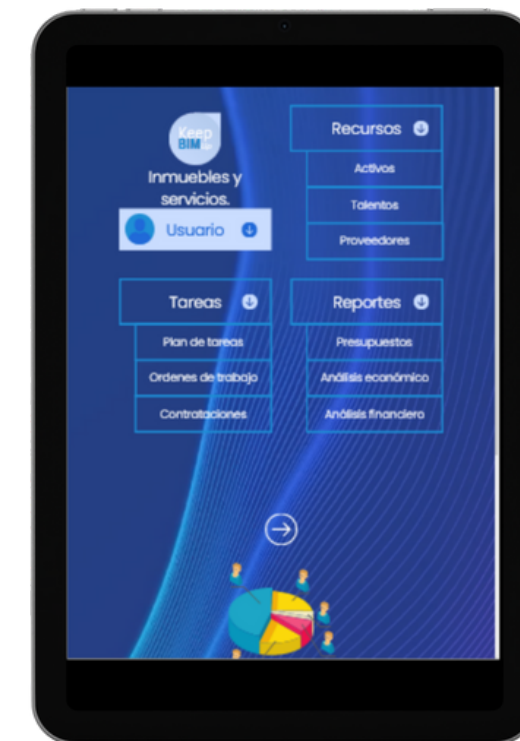 Keep
BIM
Inmuebles y
servicios.
Usuario
Recursos
Activos
Talentos
Proveedores
Tareas
Plan de tareas
Ordenes de trabajo
Contrataciones
Reportes
Presupuestos
Análisis económico
Análisis financiero